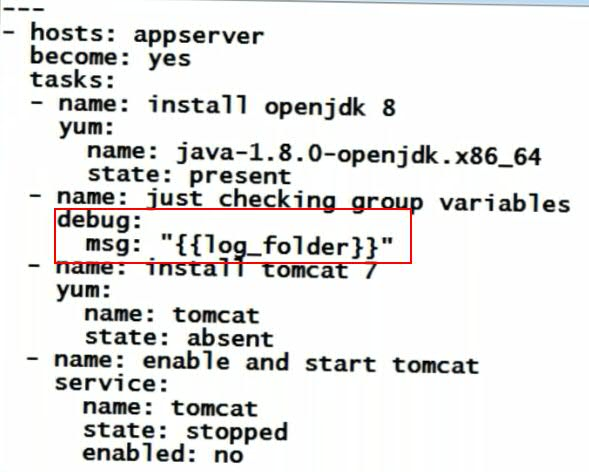 ---
- hosts: appserver
  become: yes
  tasks:
  - name: install openjdk 8
    yum:
      name: java-1.8.0-openjdk.x86_64
      state: present
  - name: just checking group variables
    debug:
      msg: "{{log_folder}}"
  - name: install tomcat 7
    yum:
      name: tomcat
      state: absent
  - name: enable and start tomcat
    service:
      name: tomcat
      state: stopped
      enabled: no